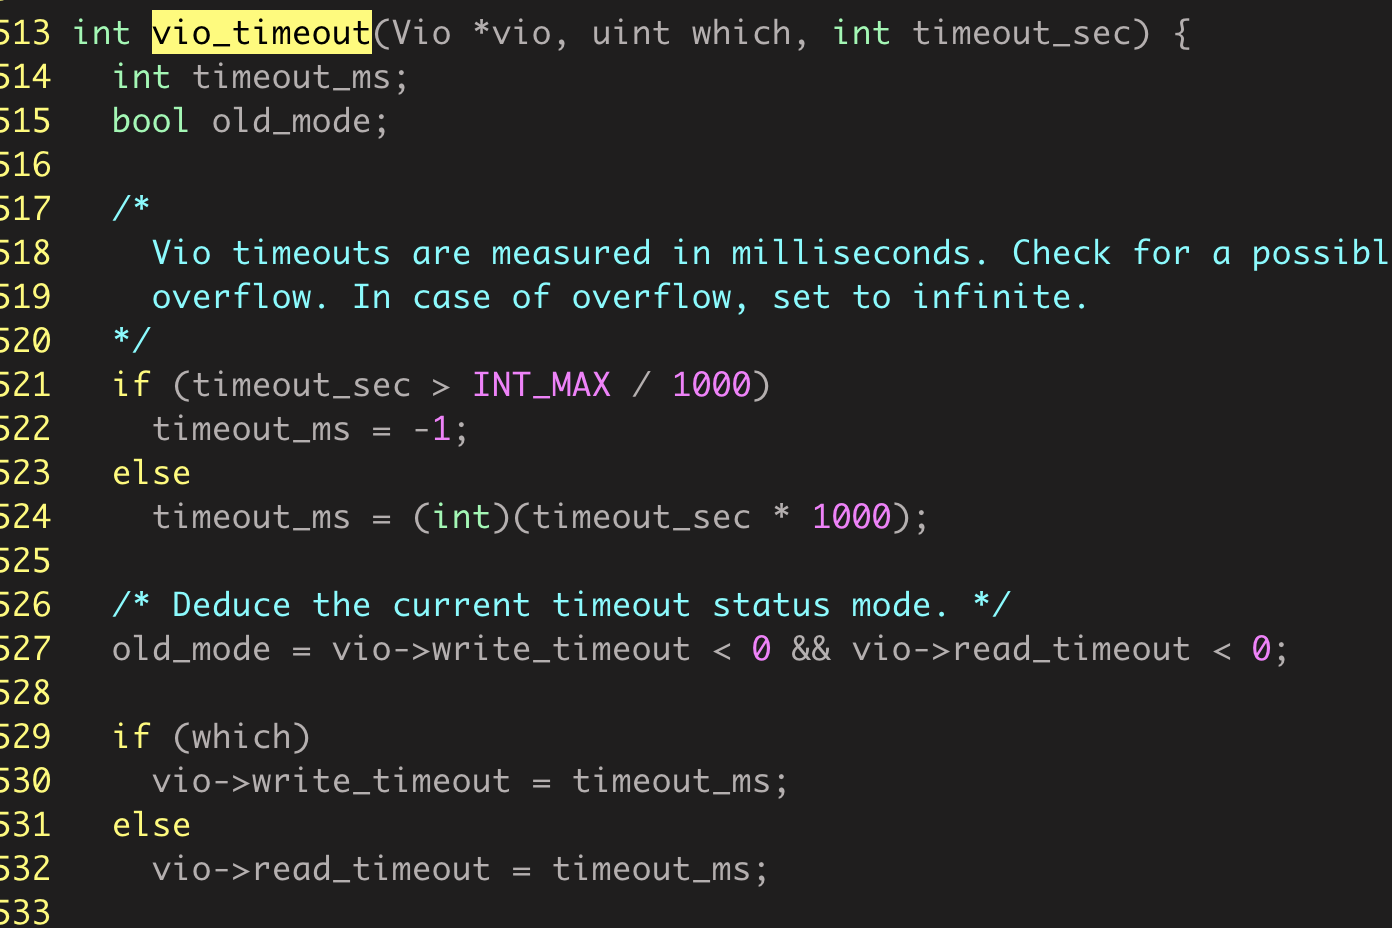 513 int vio_timeout(Vio *vio, uint which, int timeout_sec) {
514   int timeout_ms;
515   bool old_mode;
516
517   /*
518     Vio timeouts are measured in milliseconds. Check for a possibl
519     overflow. In case of overflow, set to infinite.
520   */
521   if (timeout_sec > INT_MAX / 1000)
522     timeout_ms = -1;
523   else
524     timeout_ms = (int)(timeout_sec * 1000);
525
526   /* Deduce the current timeout status mode. */
527   old_mode = vio->write_timeout < 0 && vio->read_timeout < 0;
528
529   if (which)
530     vio->write_timeout = timeout_ms;
531   else
532     vio->read_timeout = timeout_ms;
533